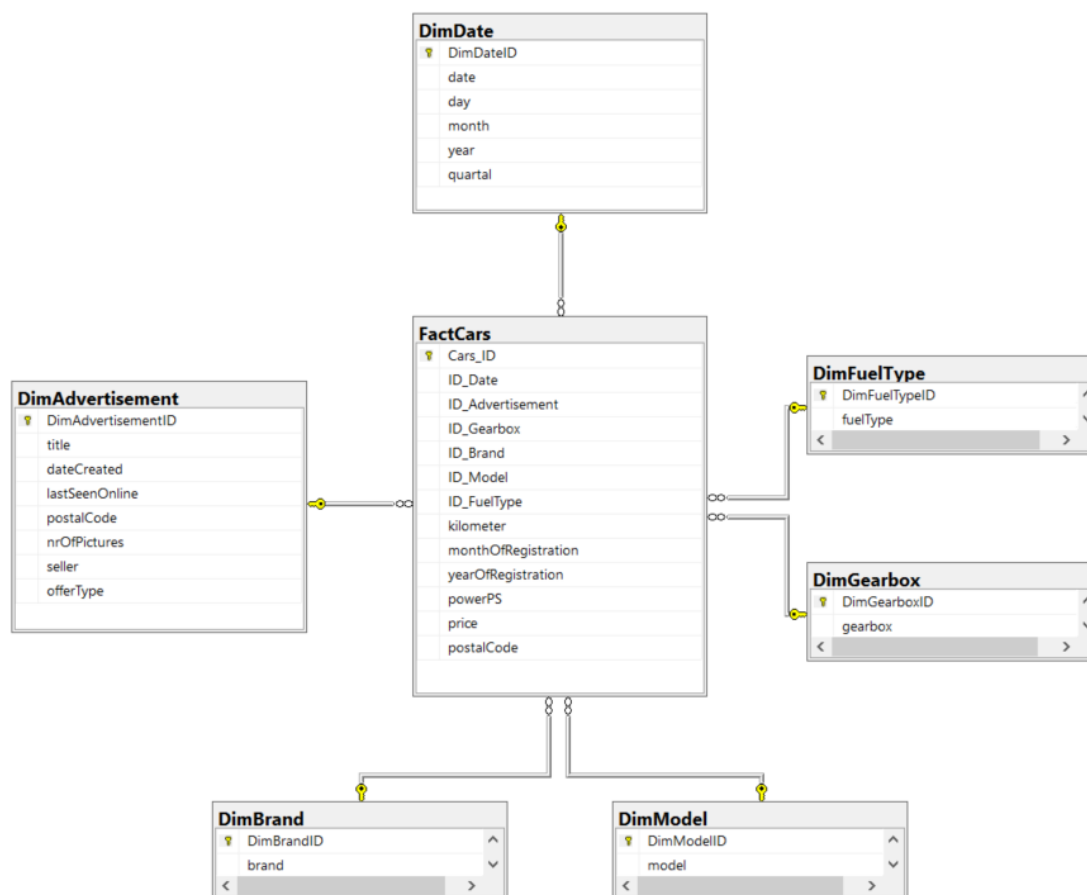 DimDate
DimDateID
date
day
month
year
quartal
FactCars
Cars_ID
ID_Date
ID_Advertisement
ID_Gearbox
ID_Brand
ID_Model
ID_FuelType
kilometer
monthOfRegistration
yearOfRegistration
powerPS
price
postalCode
DimAdvertisement
DimAdvertisementID
title
dateCreated
lastSeenOnline
postalCode
nrOfPictures
seller
offerType
DimFuelType
DimFuelTypeID
fuelType
DimGearbox
DimGearboxID
gearbox
DimBrand
DimBrandID
brand
DimModel
DimModelID
model